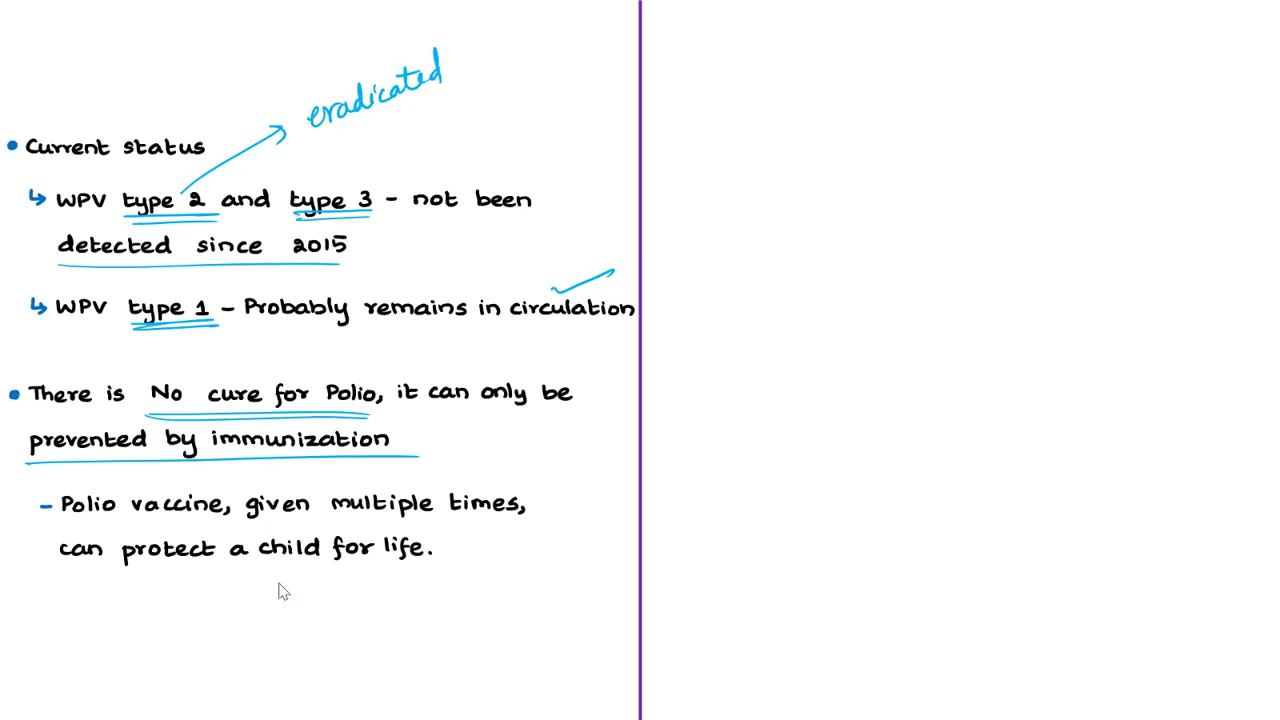 eradicated
• Current status
↳ WPV type 2 and type 3 - not been
detected since 2015
↳ WPV type 1 - Probably remains in circulation
• There is No cure for Polio, it can only be
prevented by immunization
- Polio vaccine, given multiple times,
can protect a child for life.